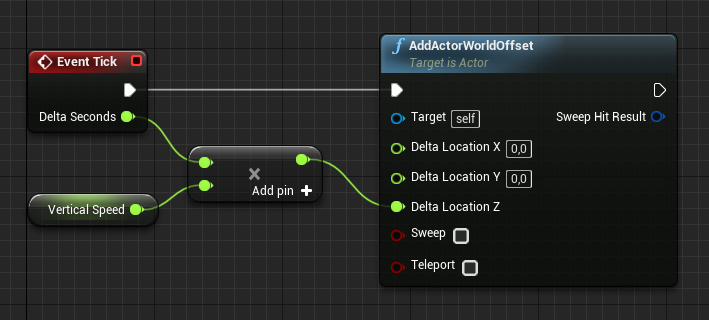 Event Tick
Delta Seconds
Vertical Speed
×
Add pin +
f AddActorWorldOffset
Target is Actor
Target self
Sweep Hit Result
Delta Location X 0,0
Delta Location Y 0,0
Delta Location Z
Sweep
Teleport